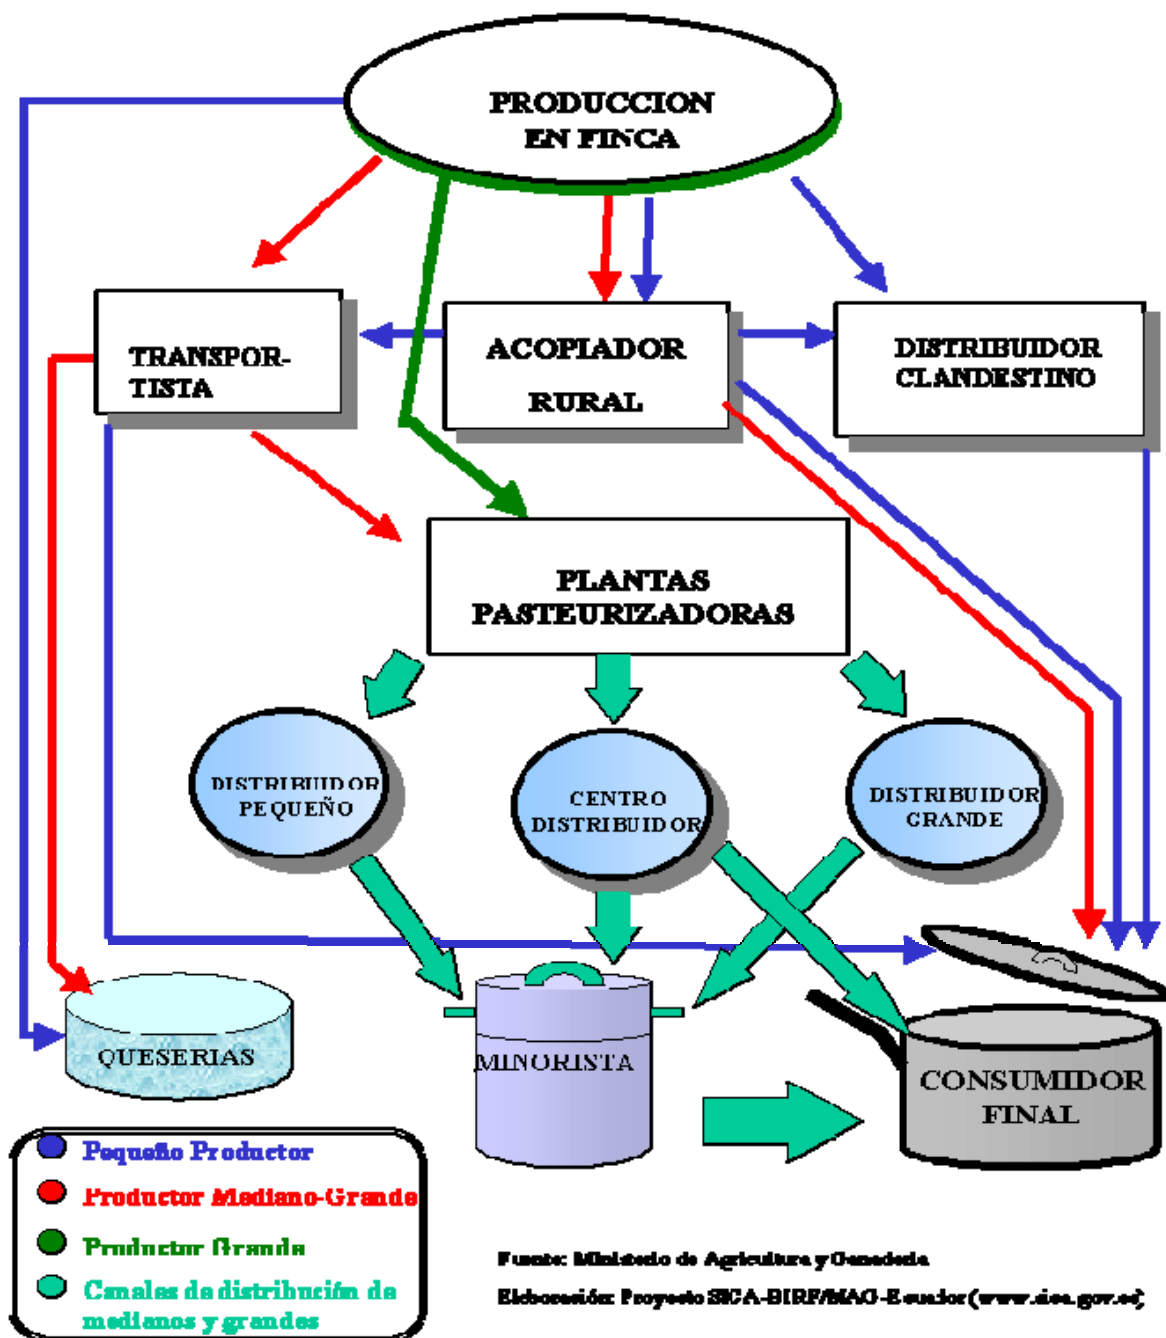 PRODUCCION
EN FINCA
TRANSPOR-
TISTA
ACOPIADOR
RURAL
DISTRIBUIDOR
CLANDESTINO
PLANTAS
PASTEURIZADORAS
DISTRIBUIDOR
PEQUEÑO
CENTRO
DISTRIBUIDOR
DISTRIBUIDOR
GRANDE
QUESERIAS
MINORISTA
CONSUMIDOR
FINAL
Pequeño Productor
Productor Mediano-Grande
Productor Grande
Canales de distribución de
medianos y grandes
Fuente: Ministerio de Agricultura y Ganaderia
Elaboración: Proyecto SICA-BIRF/MAG-Ecuador (www.sica.gov.ec)